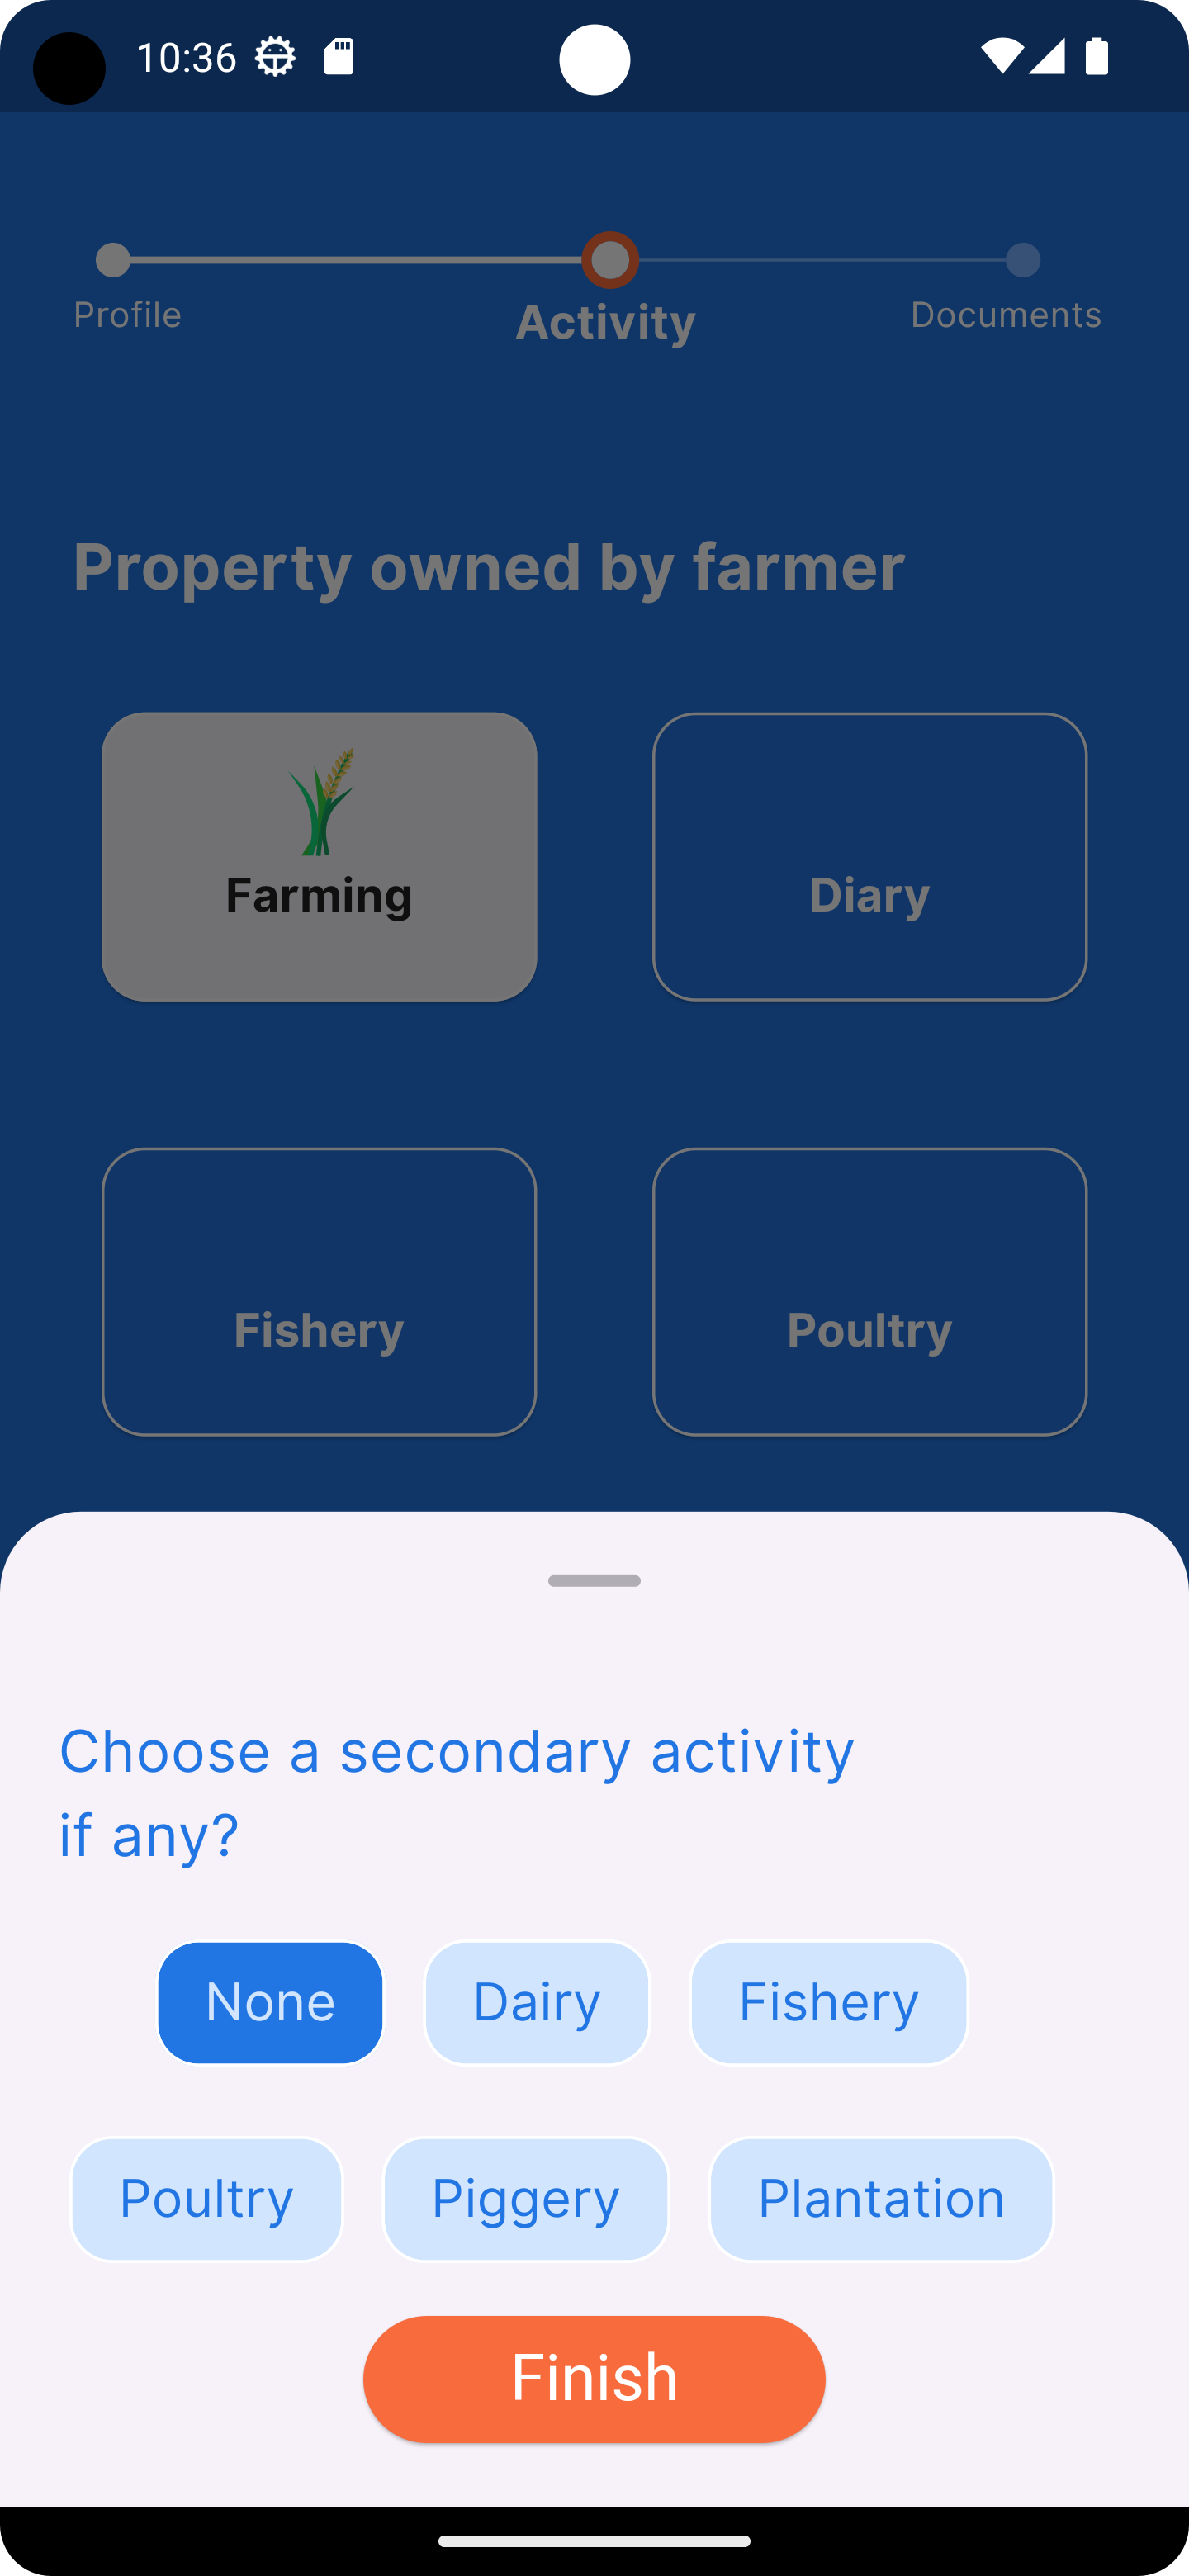 10:36
Profile
Activity
Documents
Property owned by farmer
Farming
Diary
Fishery
Poultry
Choose a secondary activity
if any?
None
Dairy
Fishery
Poultry
Piggery
Plantation
Finish